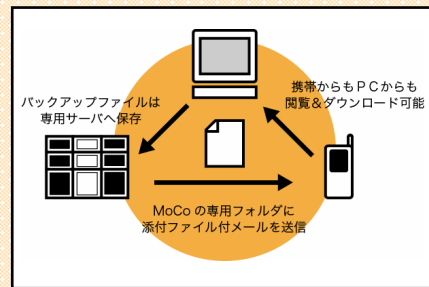 携帯からもPCからも
閲覧&ダウンロード可能
バックアップファイルは
専用サーバへ保存
MoCo の専用フォルダに
添付ファイル付メールを送信